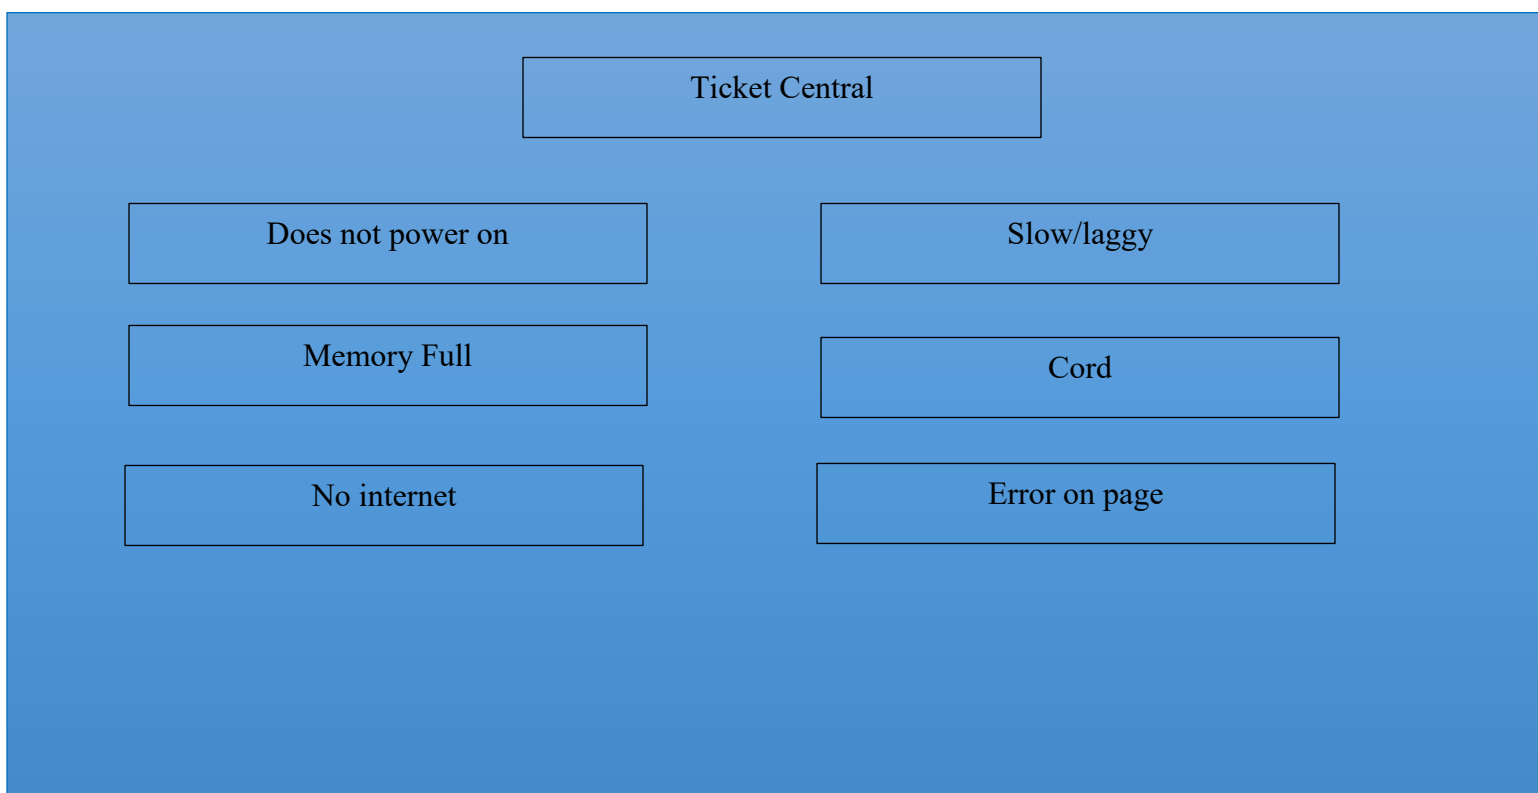 Ticket Central
Does not power on
Slow/laggy
Memory Full
Cord
No internet
Error on page